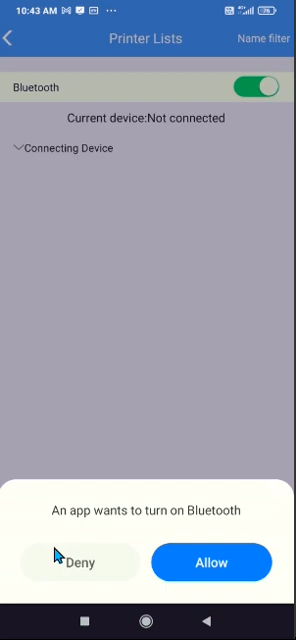 10:43 AM
Printer Lists
Name filter
Bluetooth
Current device:Not connected
Connecting Device
An app wants to turn on Bluetooth
Deny
Allow